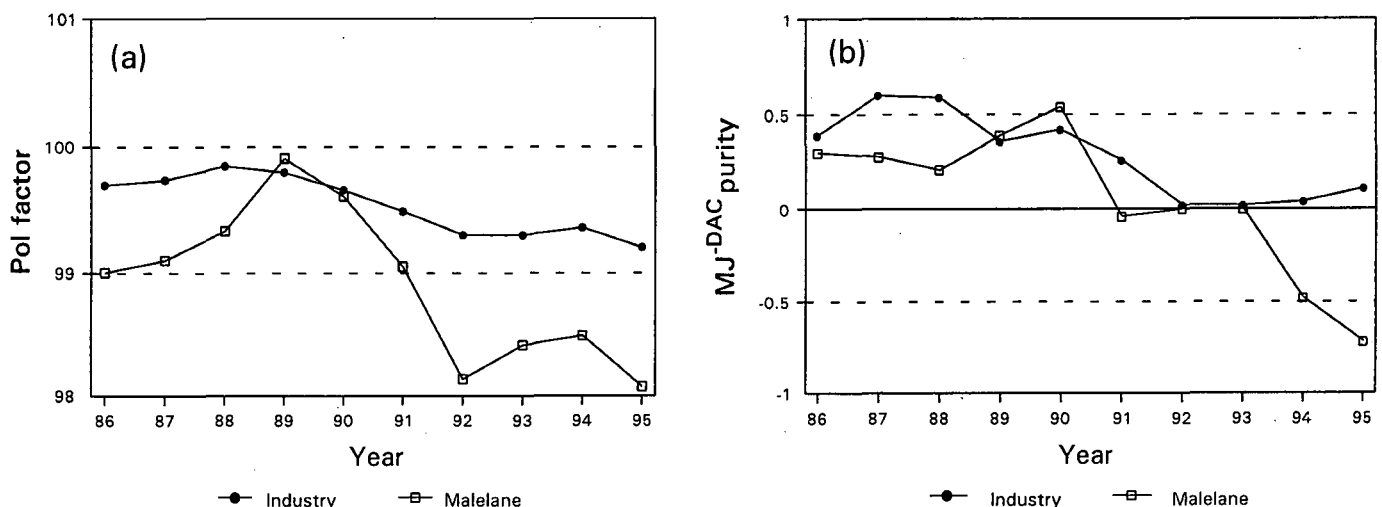 (a)
Pol factor
101
100
99
98
86 87 88 89 90 91 92 93 94 95
Year
Industry Malelane
(b)
MJ-DAC purity
1
0.5
0
-0.5
-1
86 87 88 89 90 91 92 93 94 95
Year
Industry Malelane